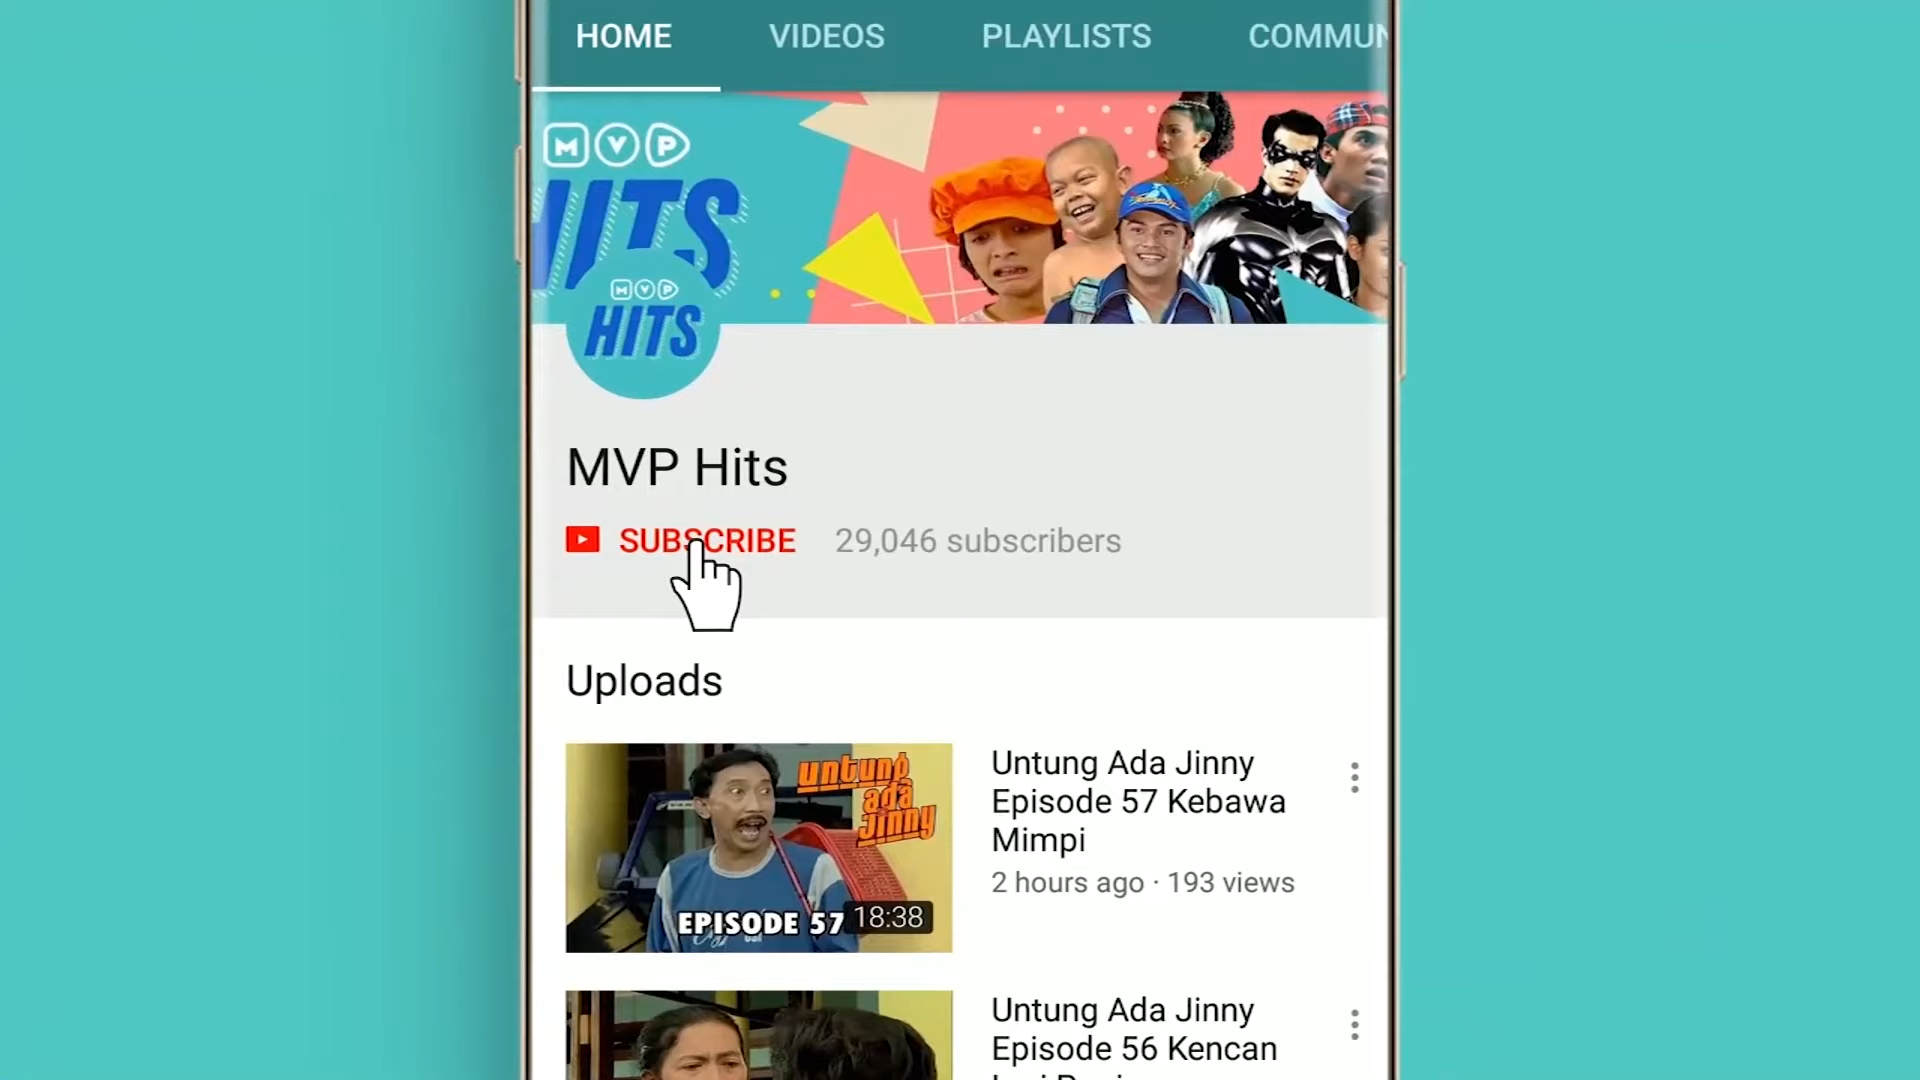 HOME VIDEOS PLAYLISTS COMMUN
MVP
HITS
MVP
HITS
MVP Hits
SUBSCRIBE 29,046 subscribers
Uploads
untung
ada
jinny
EPISODE 57 18:38
Untung Ada Jinny
Episode 57 Kebawa
Mimpi
2 hours ago · 193 views
Untung Ada Jinny
Episode 56 Kencan